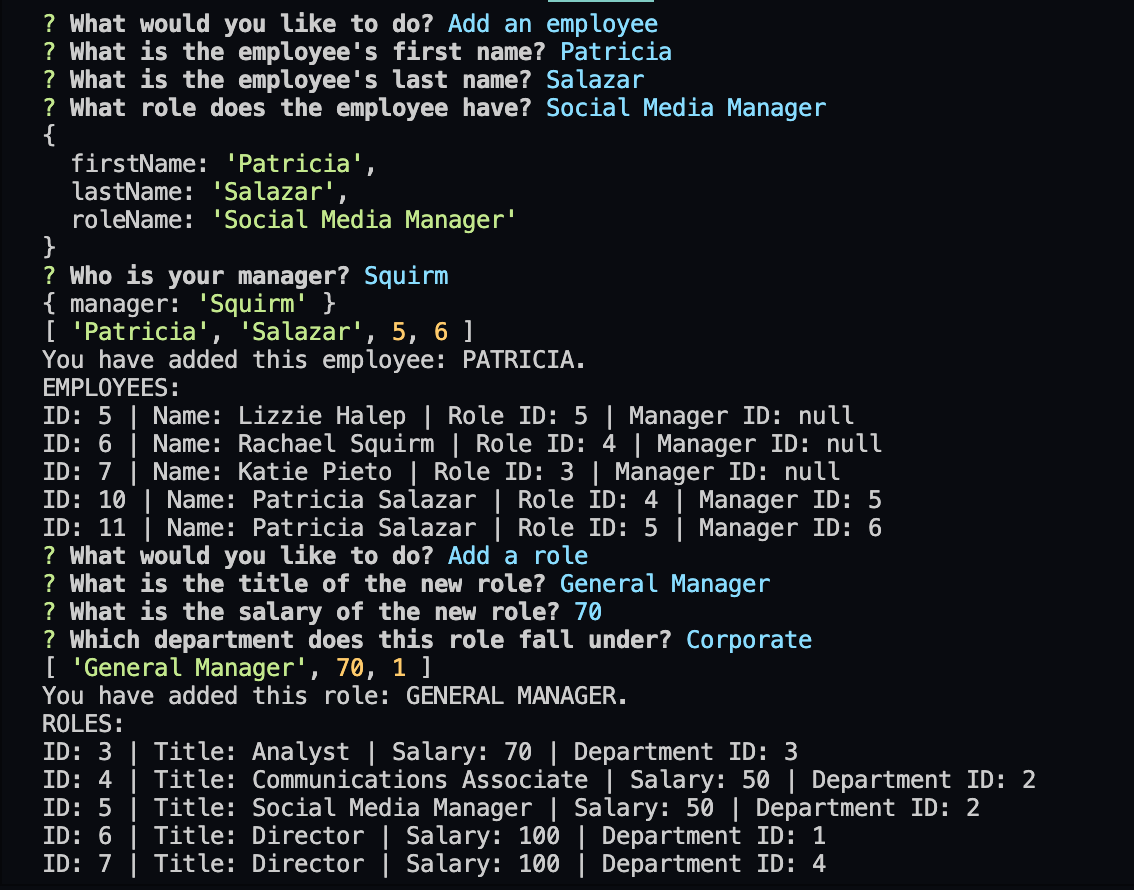 ? What would you like to do? Add an employee
? What is the employee's first name? Patricia
? What is the employee's last name? Salazar
? What role does the employee have? Social Media Manager
{
  firstName: 'Patricia',
  lastName: 'Salazar',
  roleName: 'Social Media Manager'
}
? Who is your manager? Squirm
{ manager: 'Squirm' }
[ 'Patricia', 'Salazar', 5, 6 ]
You have added this employee: PATRICIA.
EMPLOYEES:
ID: 5 | Name: Lizzie Halep | Role ID: 5 | Manager ID: null
ID: 6 | Name: Rachael Squirm | Role ID: 4 | Manager ID: null
ID: 7 | Name: Katie Pieto | Role ID: 3 | Manager ID: null
ID: 10 | Name: Patricia Salazar | Role ID: 4 | Manager ID: 5
ID: 11 | Name: Patricia Salazar | Role ID: 5 | Manager ID: 6
? What would you like to do? Add a role
? What is the title of the new role? General Manager
? What is the salary of the new role? 70
? Which department does this role fall under? Corporate
[ 'General Manager', 70, 1 ]
You have added this role: GENERAL MANAGER.
ROLES:
ID: 3 | Title: Analyst | Salary: 70 | Department ID: 3
ID: 4 | Title: Communications Associate | Salary: 50 | Department ID: 2
ID: 5 | Title: Social Media Manager | Salary: 50 | Department ID: 2
ID: 6 | Title: Director | Salary: 100 | Department ID: 1
ID: 7 | Title: Director | Salary: 100 | Department ID: 4